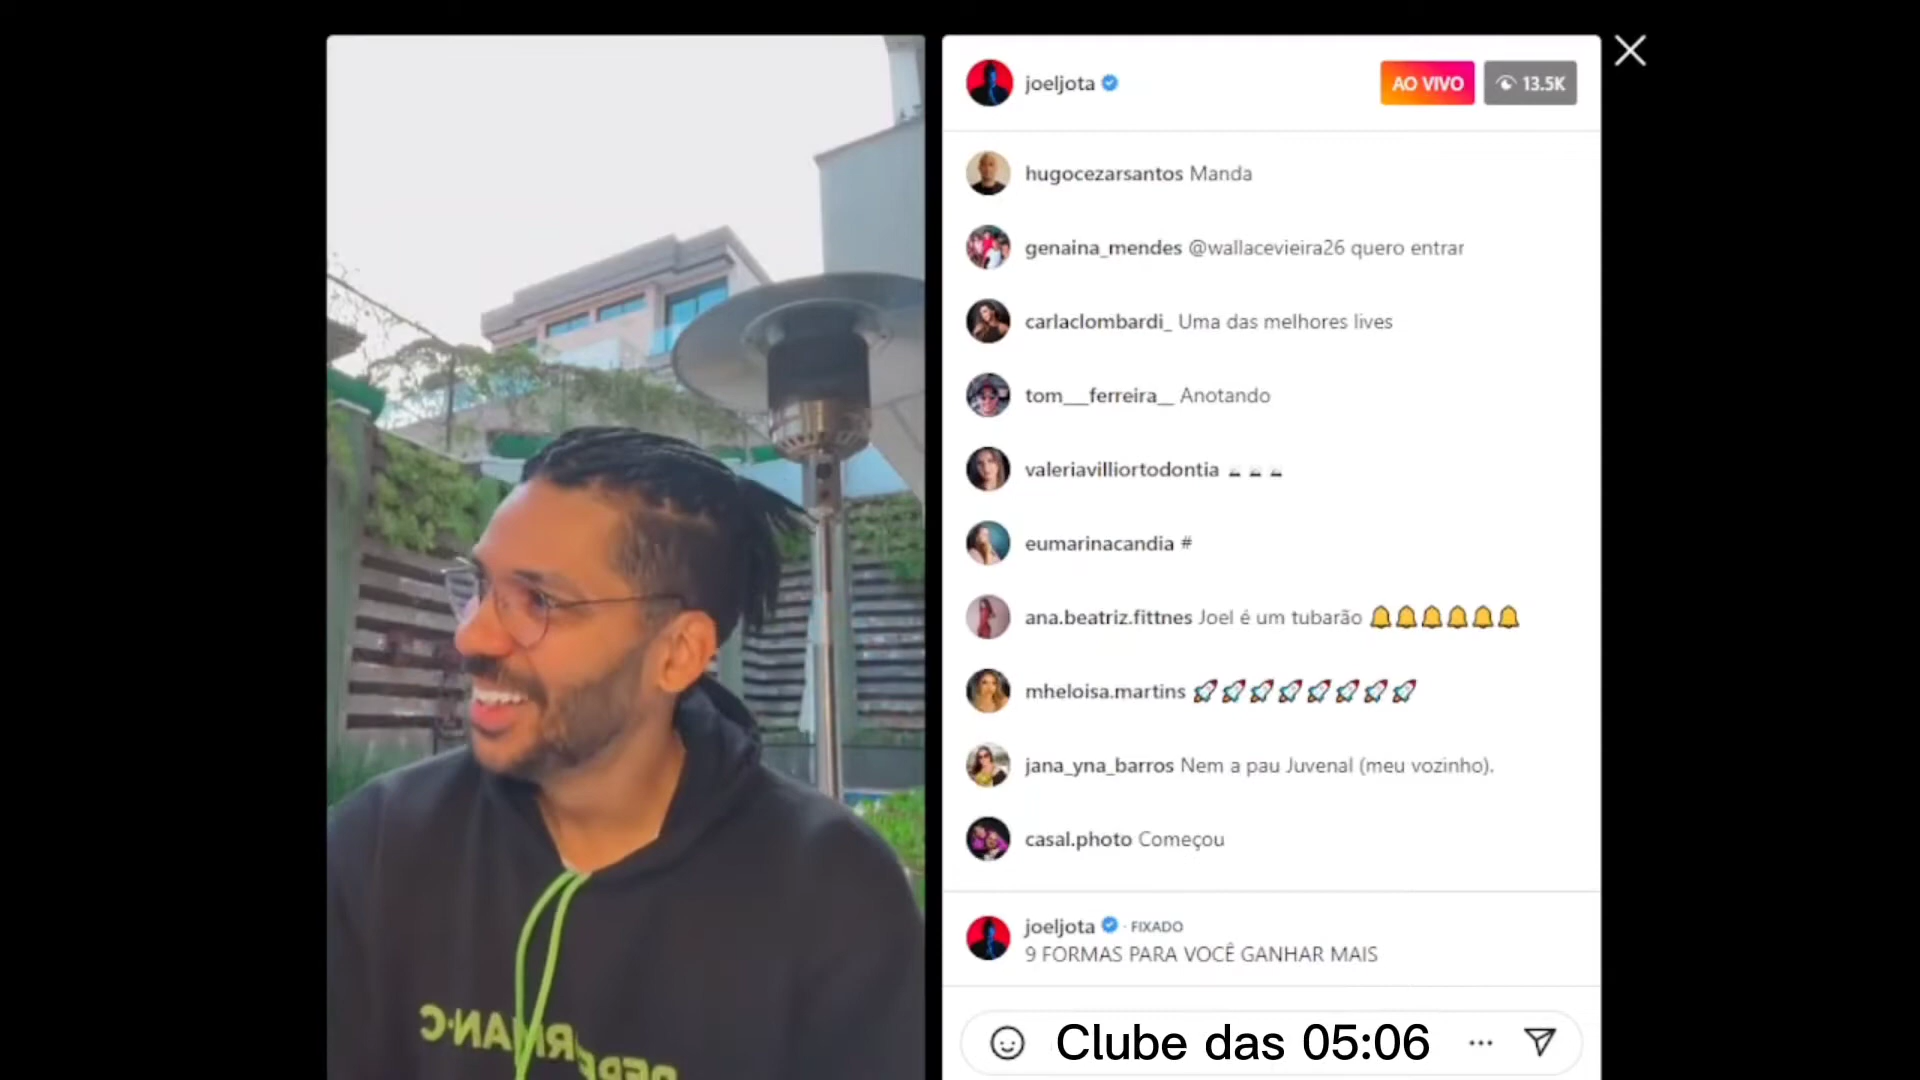 joeljota
AO VIVO
13.5K
hugocezarsantos Manda
genaina_mendes @wallacevieira26 quero entrar
carlaclombardi_ Uma das melhores lives
tom___ferreira__ Anotando
valeriavilliortodontia
eumarinacandia #
ana.beatriz.fittnes Joel é um tubarão 🔔🔔🔔🔔🔔🔔
mheloisa.martins 🚀🚀🚀🚀🚀🚀🚀🚀
jana_yna_barros Nem a pau Juvenal (meu vozinho).
casal.photo Começou
joeljota · FIXADO
9 FORMAS PARA VOCÊ GANHAR MAIS
Clube das 05:06